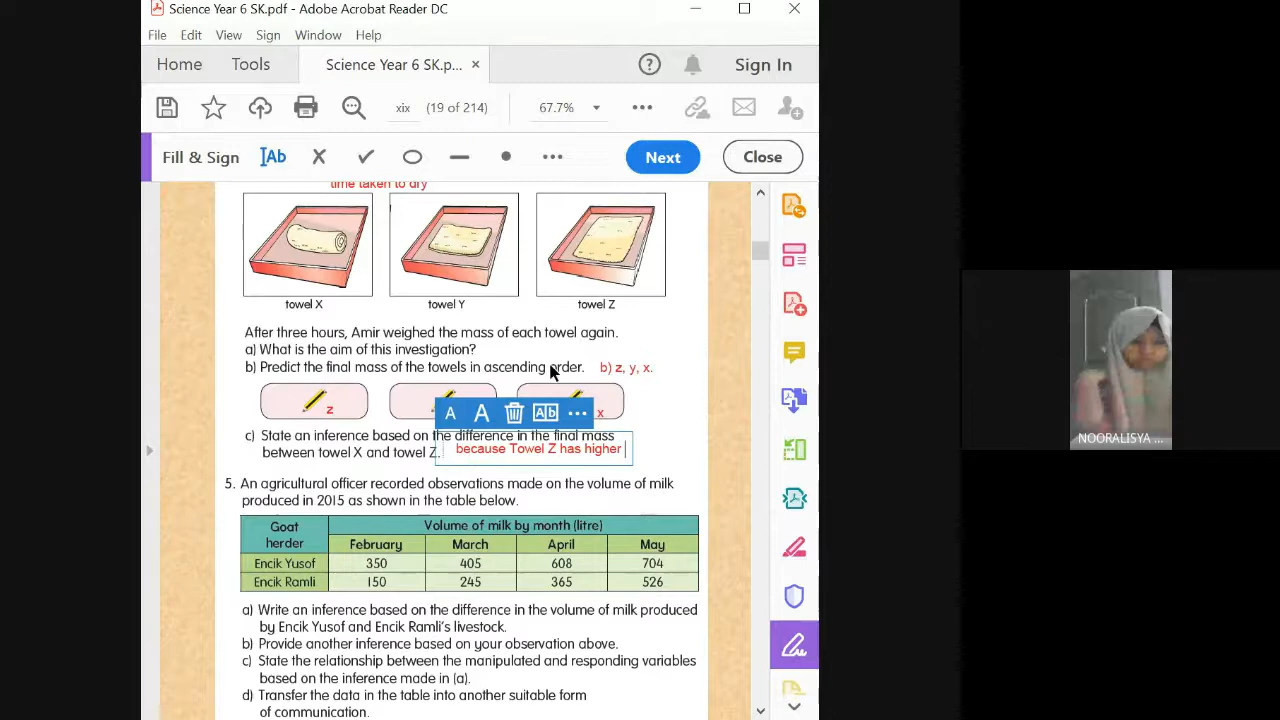 Science Year 6 SK.pdf - Adobe Acrobat Reader DC
File Edit View Sign Window Help
Home Tools Science Year 6 SK.p... × Sign In
xix (19 of 214) 67.7%
Fill & Sign Ab Next Close
time taken to dry
towel X towel Y towel Z
After three hours, Amir weighed the mass of each towel again.
a) What is the aim of this investigation?
b) Predict the final mass of the towels in ascending order. b) z, y, x.
z x
A A Ab
c) State an inference based on the difference in the final mass
between towel X and towel Z. because Towel Z has higher
5. An agricultural officer recorded observations made on the volume of milk
produced in 2015 as shown in the table below.
Goat herder Volume of milk by month (litre)
February March April May
Encik Yusof 350 405 608 704
Encik Ramli 150 245 365 526
a) Write an inference based on the difference in the volume of milk produced
by Encik Yusof and Encik Ramli's livestock.
b) Provide another inference based on your observation above.
c) State the relationship between the manipulated and responding variables
based on the inference made in (a).
d) Transfer the data in the table into another suitable form
of communication.
NOORALISYA ...